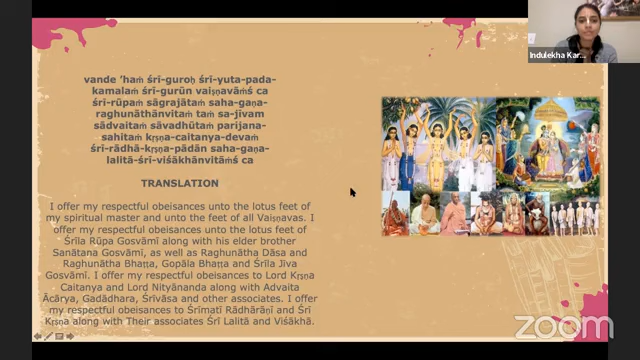 vande ’haṁ śrī-guroḥ śrī-yuta-pada-
kamalaṁ śrī-gurūn vaiṣṇavāṁś ca
śrī-rūpaṁ sāgrajātaṁ saha-gaṇa-
raghunāthānvitaṁ taṁ sa-jīvam
sādvaitaṁ sāvadhūtaṁ parijana-
sahitaṁ kṛṣṇa-caitanya-devaṁ
śrī-rādhā-kṛṣṇa-pādān saha-gaṇa-
lalitā-śrī-viśākhānvitāṁś ca
TRANSLATION
I offer my respectful obeisances unto the lotus feet of
my spiritual master and unto the feet of all Vaiṣṇavas. I
offer my respectful obeisances unto the lotus feet of
Śrīla Rūpa Gosvāmī along with his elder brother
Sanātana Gosvāmī, as well as Raghunātha Dāsa and
Raghunātha Bhaṭṭa, Gopāla Bhaṭṭa and Śrīla Jīva
Gosvāmī. I offer my respectful obeisances to Lord Kṛṣṇa
Caitanya and Lord Nityānanda along with Advaita
Ācārya, Gadādhara, Śrīvāsa and other associates. I offer
my respectful obeisances to Śrīmatī Rādhārāṇī and Śrī
Kṛṣṇa along with Their associates Śrī Lalitā and Viśākhā.
Indulekha Kar...
zoom